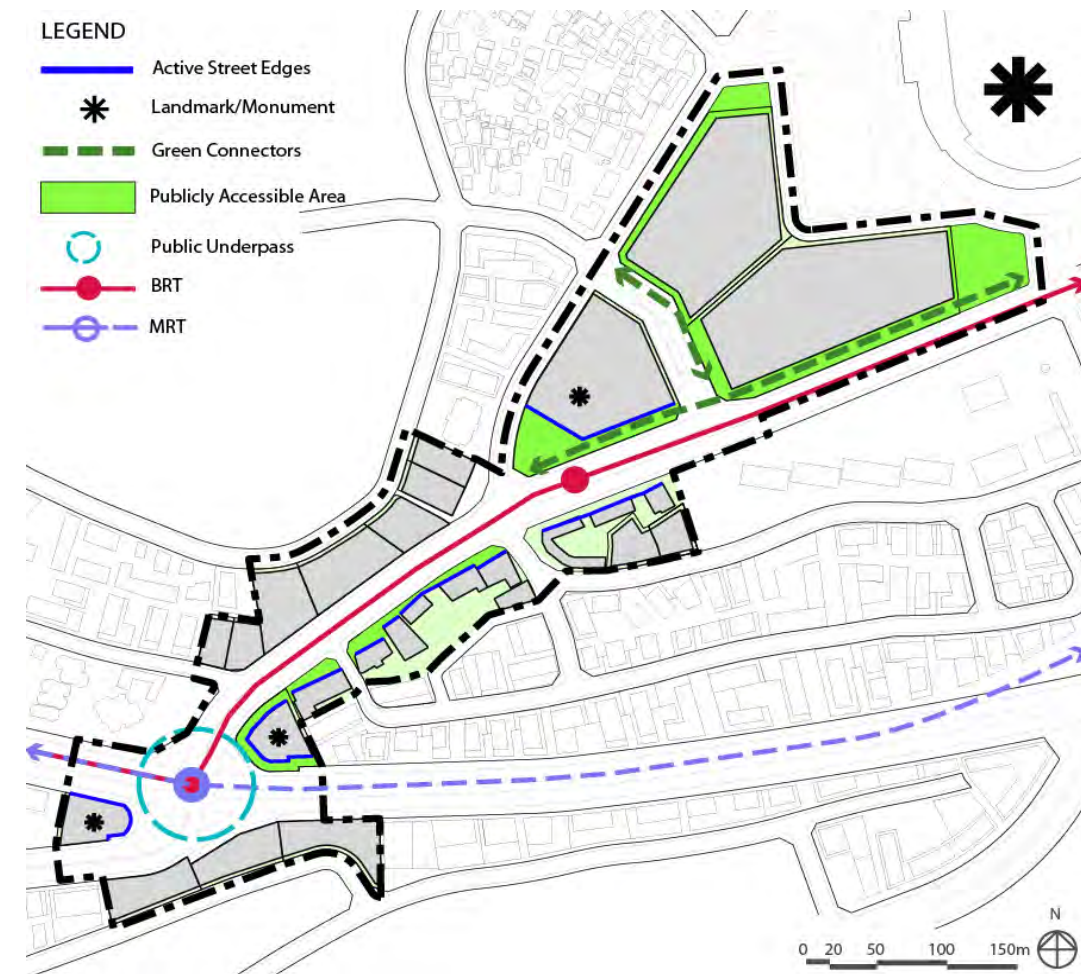 LEGEND
Active Street Edges
Landmark/Monument
Green Connectors
Publicly Accessible Area
Public Underpass
BRT
MRT
N
0 20 50 100 150m